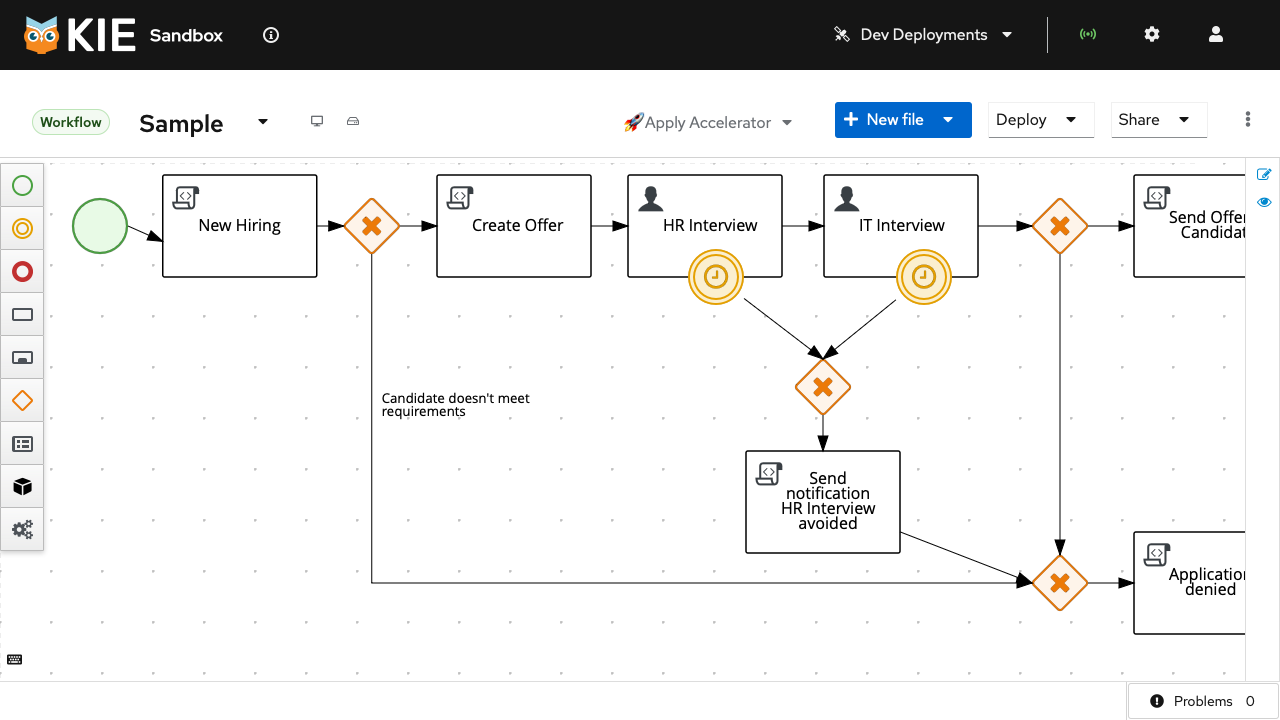 KIE Sandbox
Dev Deployments
Workflow
Sample
Apply Accelerator
New file
Deploy
Share
New Hiring
Create Offer
HR Interview
IT Interview
Send Offer
Candidat
Candidate doesn't meet
requirements
Send
notification
HR Interview
avoided
Application
denied
Problems 0